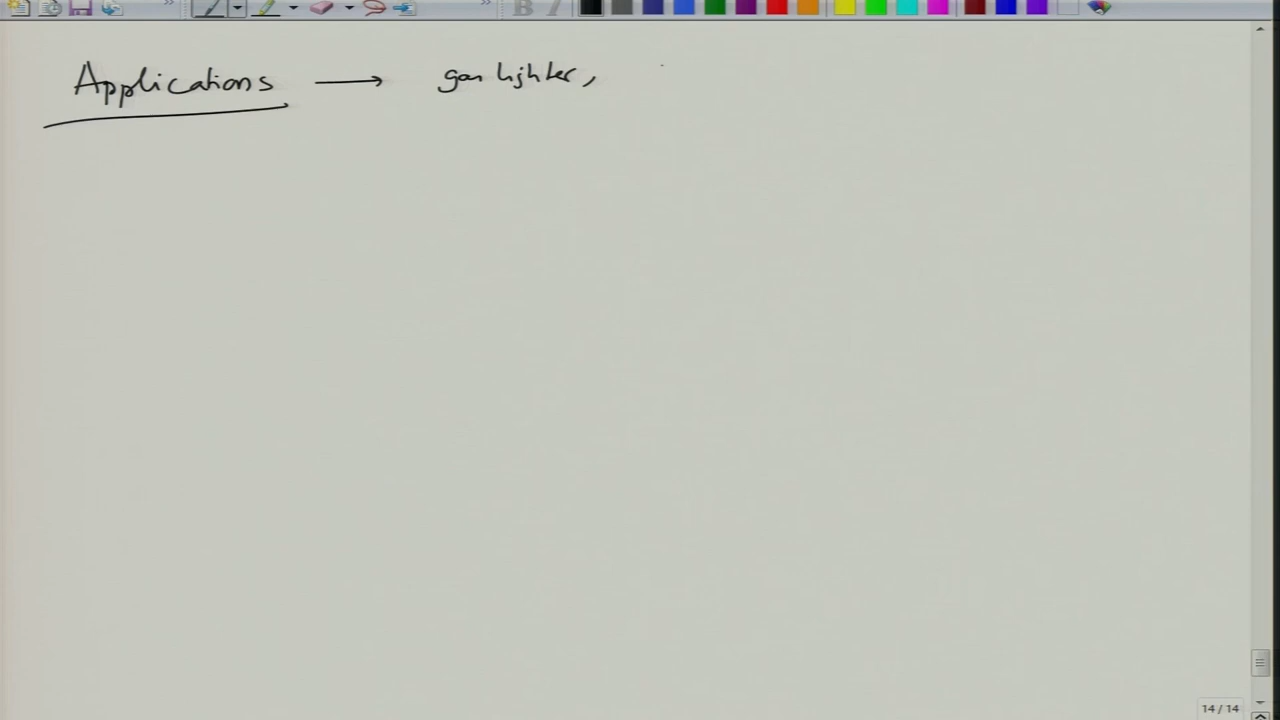 Applications → gas lighter,
14 / 14